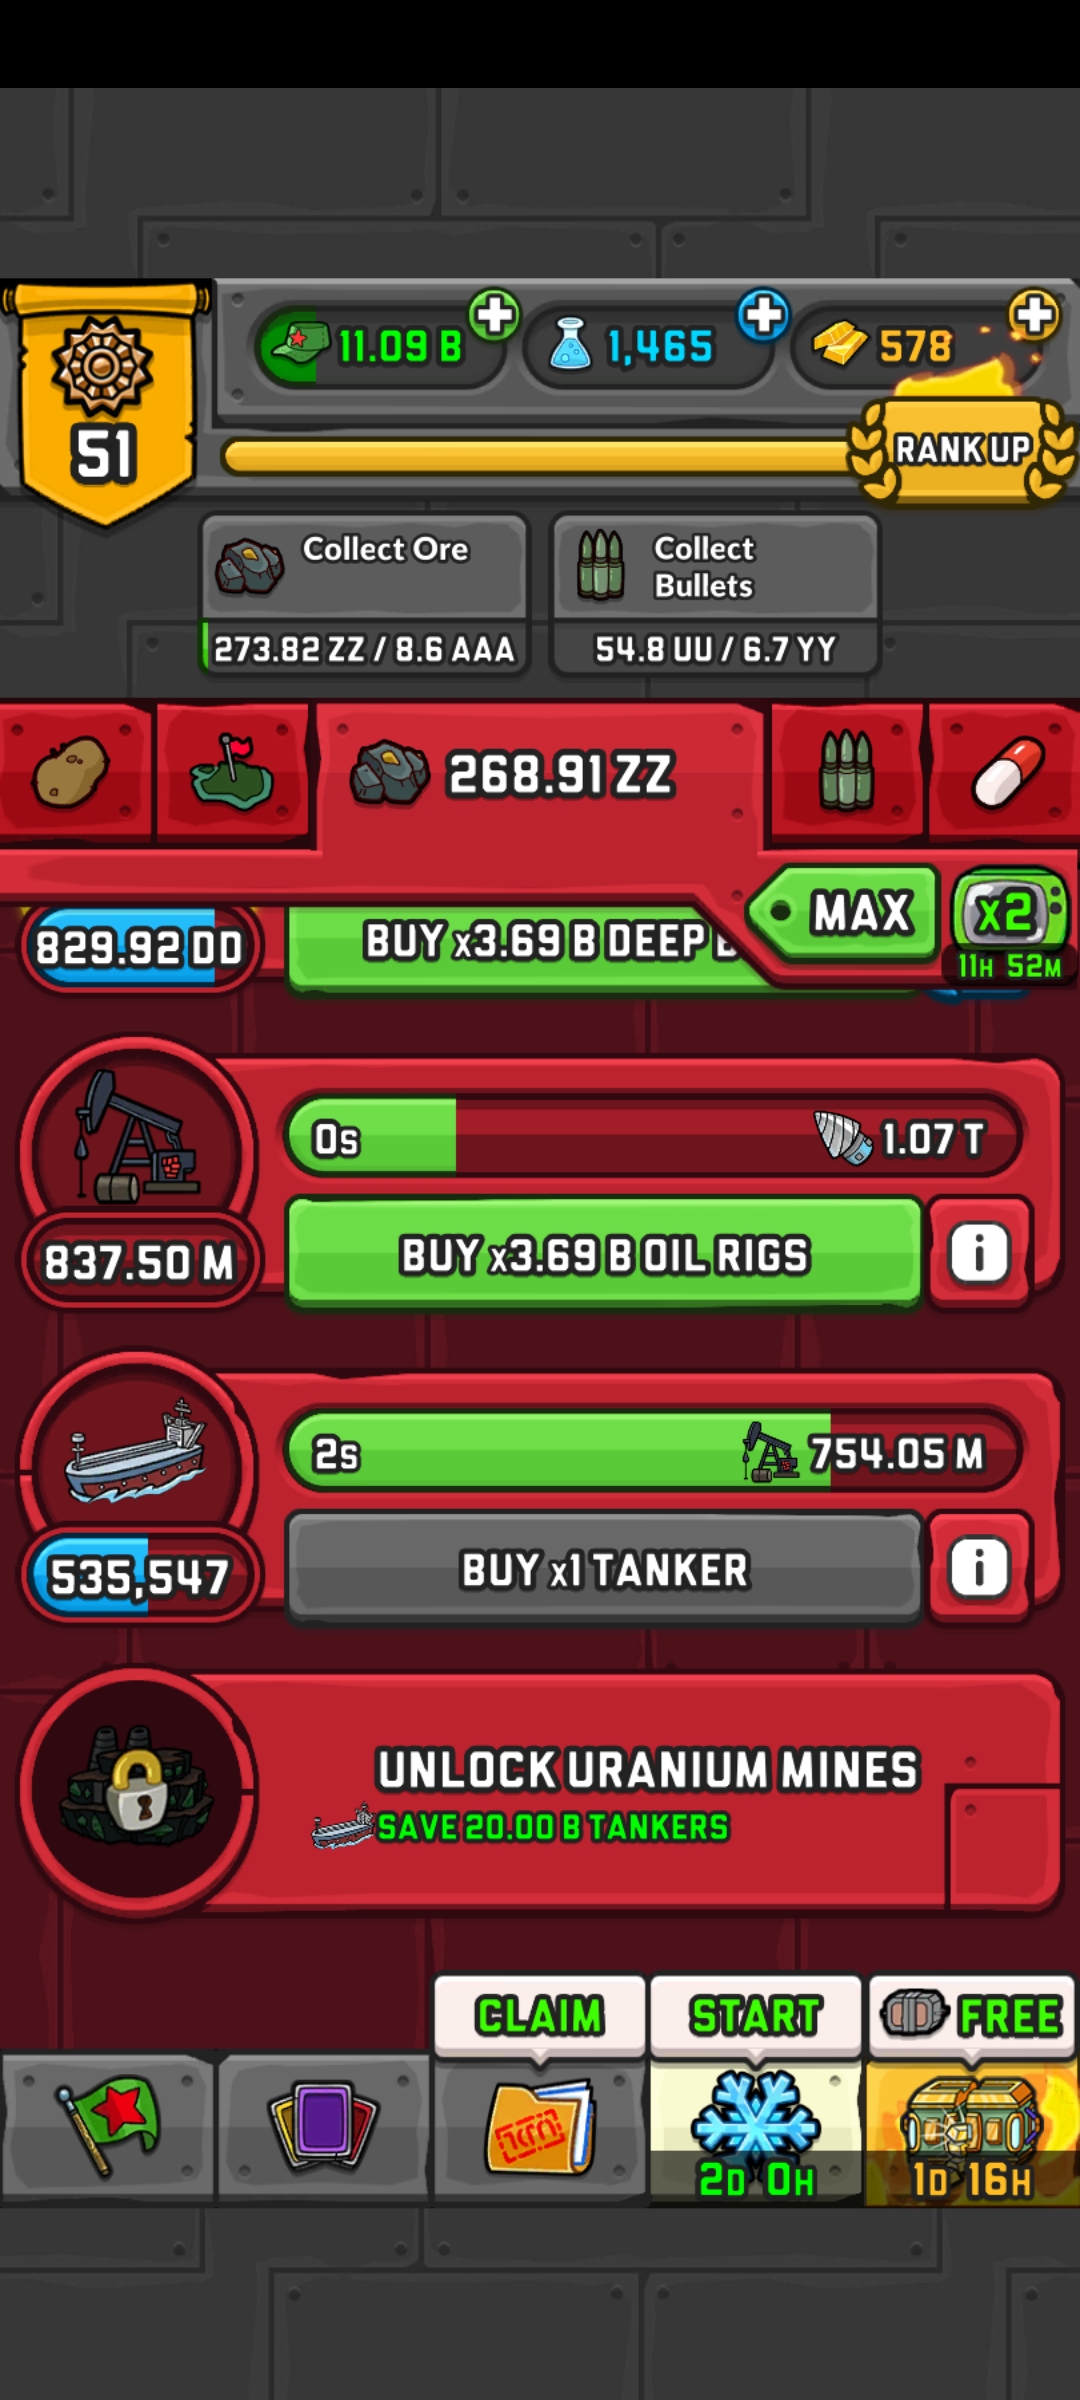 11.09 B
1,465
578
51
RANK UP
Collect Ore
273.82 ZZ / 8.6 AAA
Collect
Bullets
54.8 UU / 6.7 YY
268.91 ZZ
MAX
x2
11H 52M
829.92 DD
BUY x3.69 B DEEP
0s
1.07 T
837.50 M
BUY x3.69 B OIL RIGS
i
2s
754.05 M
535,547
BUY x1 TANKER
i
UNLOCK URANIUM MINES
SAVE 20.00 B TANKERS
CLAIM
START
FREE
2D 0H
1D 16H